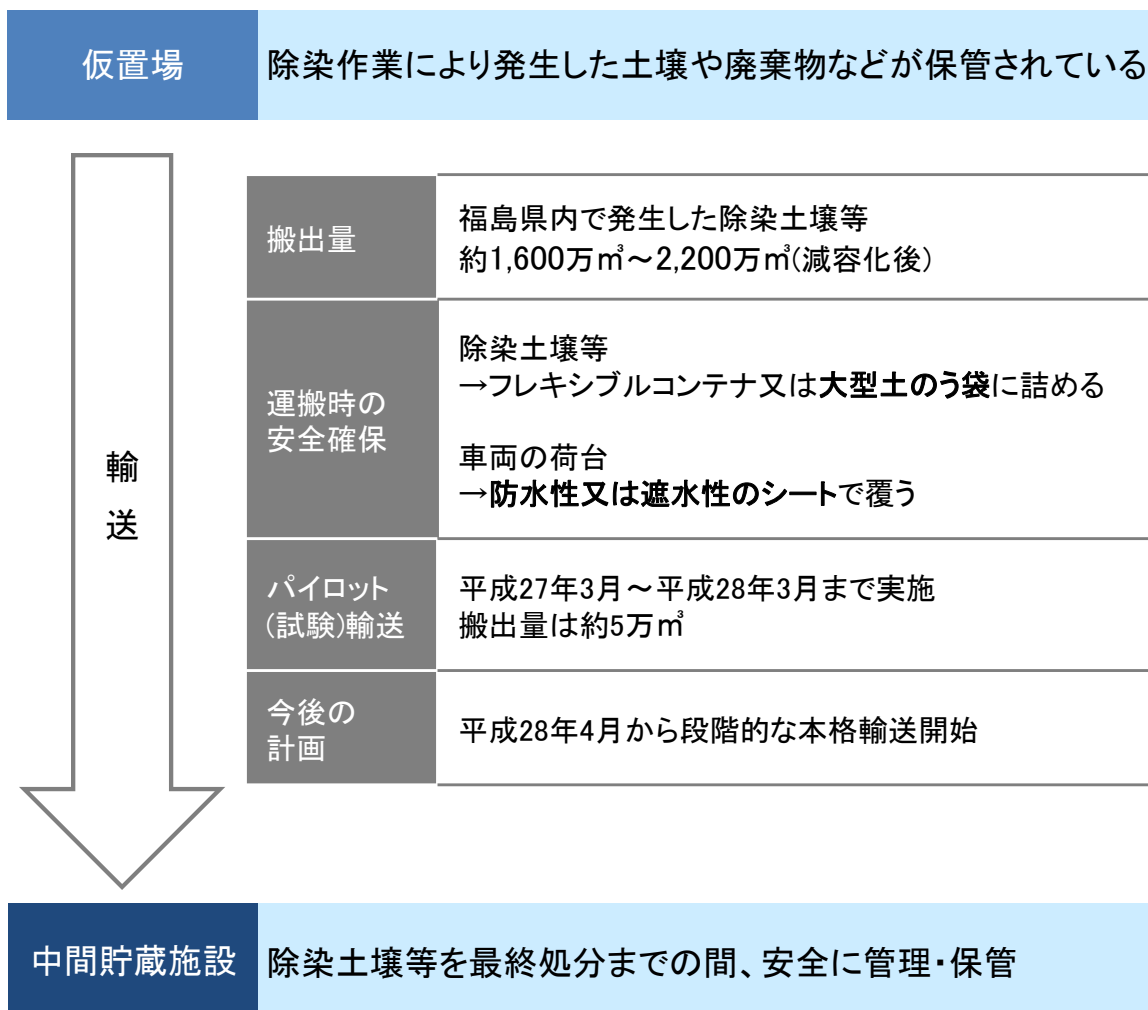 仮置場
除染作業により発生した土壌や廃棄物などが保管されている
輸
送
搬出量
福島県内で発生した除染土壌等
約1,600万㎥～2,200万㎥(減容化後)
運搬時の
安全確保
除染土壌等
→フレキシブルコンテナ又は大型土のう袋に詰める
車両の荷台
→防水性又は遮水性のシートで覆う
パイロット
(試験)輸送
平成27年3月～平成28年3月まで実施
搬出量は約5万㎥
今後の
計画
平成28年4月から段階的な本格輸送開始
中間貯蔵施設
除染土壌等を最終処分までの間、安全に管理・保管